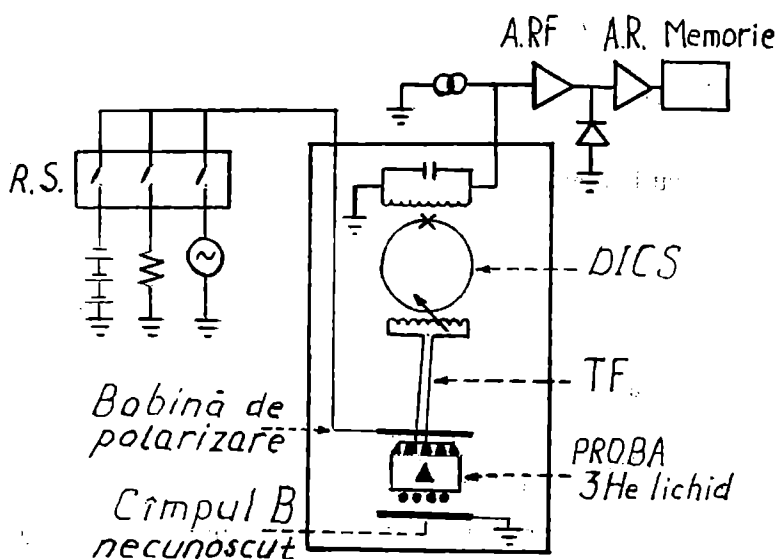 A.RF A.R. Memorie
R.S.
DICS
TF
Bobină de
polarizare
PROBA
3He lichid
Cîmpul B
necunoscut